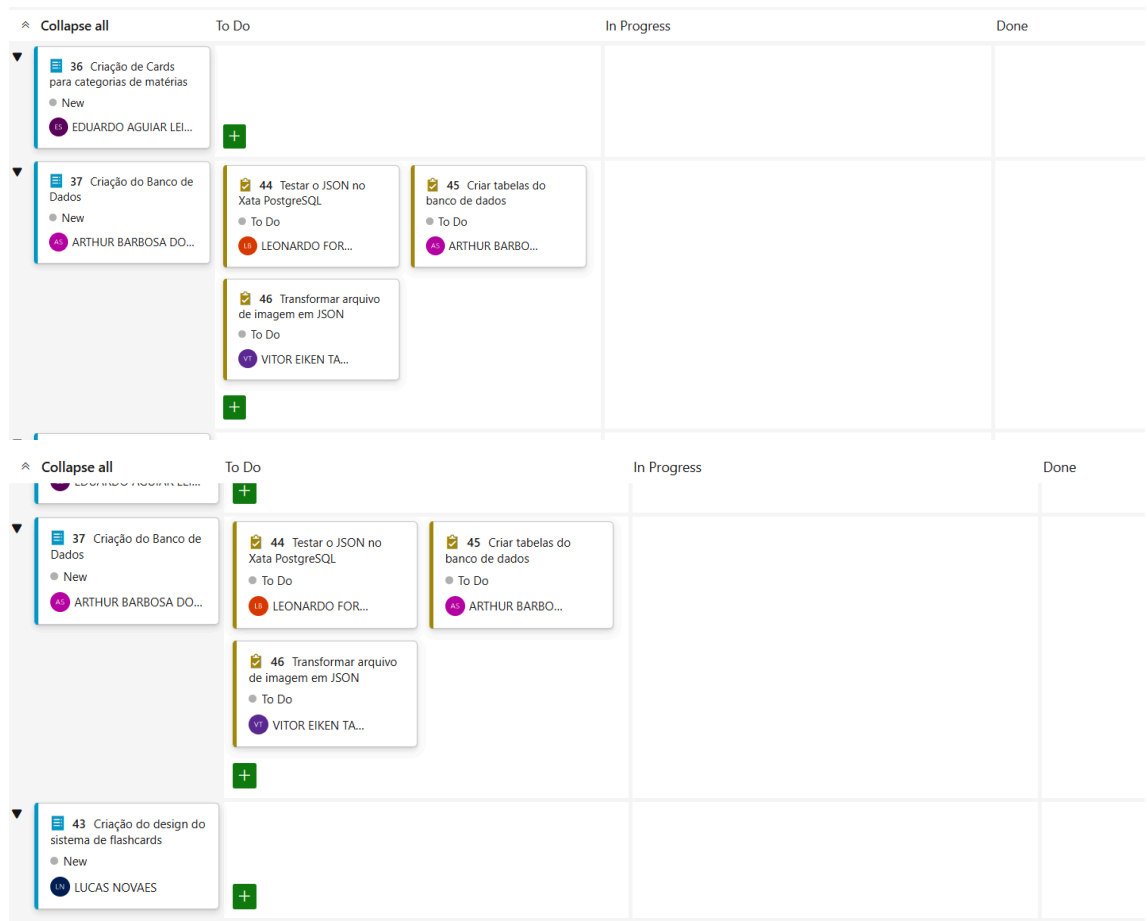 Collapse all
To Do
In Progress
Done
36 Criação de Cards
para categorias de matérias
New
ES EDUARDO AGUIAR LEI...
37 Criação do Banco de
Dados
New
AS ARTHUR BARBOSA DO...
44 Testar o JSON no
Xata PostgreSQL
To Do
LB LEONARDO FOR...
45 Criar tabelas do
banco de dados
To Do
AS ARTHUR BARBO...
46 Transformar arquivo
de imagem em JSON
To Do
VT VITOR EIKEN TA...
Collapse all
To Do
In Progress
Done
EDUARDO AGUIAR LEI...
37 Criação do Banco de
Dados
New
AS ARTHUR BARBOSA DO...
44 Testar o JSON no
Xata PostgreSQL
To Do
LB LEONARDO FOR...
45 Criar tabelas do
banco de dados
To Do
AS ARTHUR BARBO...
46 Transformar arquivo
de imagem em JSON
To Do
VT VITOR EIKEN TA...
43 Criação do design do
sistema de flashcards
New
LN LUCAS NOVAES